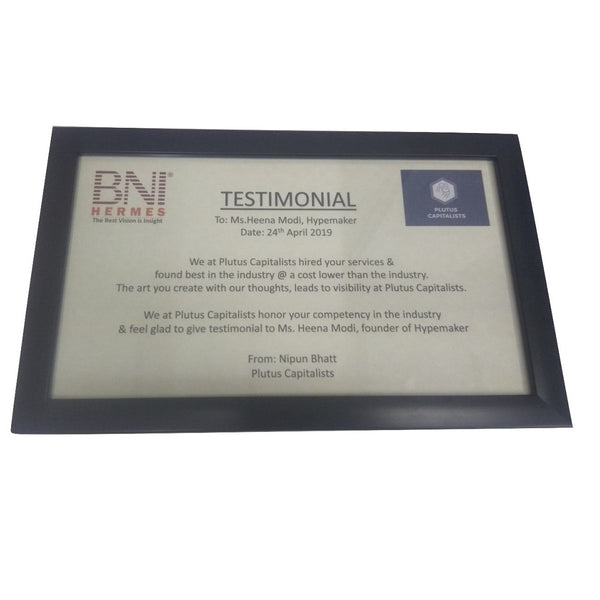 BNI®
HERMES
The Best Vision is Insight
TESTIMONIAL
To: Ms.Heena Modi, Hypemaker
Date: 24th April 2019
PLUTUS
CAPITALISTS
We at Plutus Capitalists hired your services &
found best in the industry @ a cost lower than the industry.
The art you create with our thoughts, leads to visibility at Plutus Capitalists.
We at Plutus Capitalists honor your competency in the industry
& feel glad to give testimonial to Ms. Heena Modi, founder of Hypemaker
From: Nipun Bhatt
Plutus Capitalists